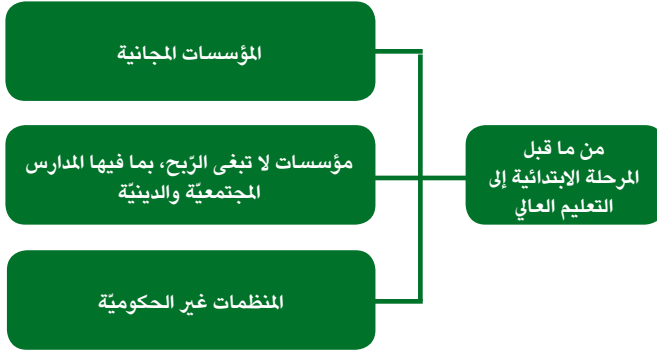 من ما قبل
المرحلة الابتدائية إلى
التعليم العالي
المؤسسات المجانية
مؤسسات لا تبغى الرّبح، بما فيها المدارس
المجتمعيّة والدينيّة
المنظمات غير الحكوميّة